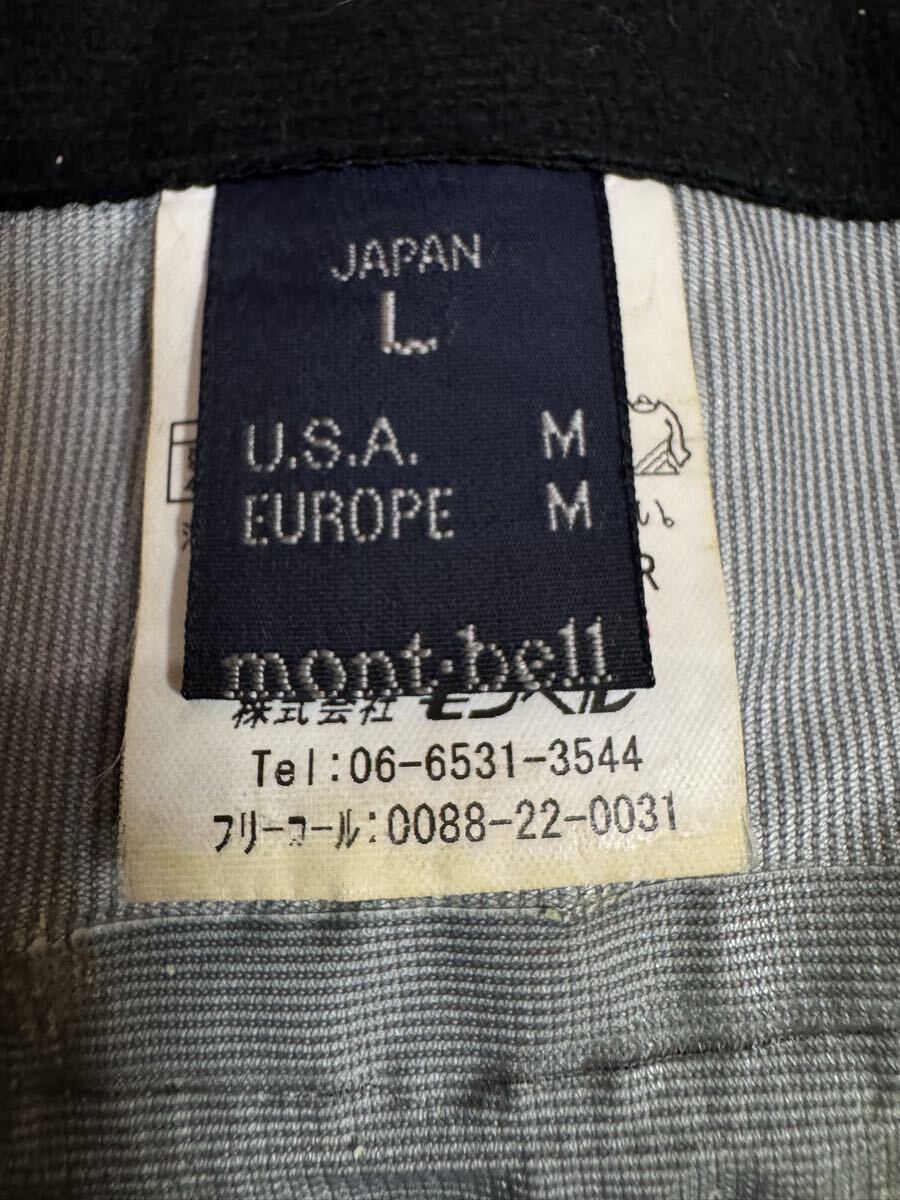 JAPAN
L
U.S.A. M
EUROPE M
い。
R
mont-bell
株式会社 モンベル
Tel:06-6531-3544
フリーコール:0088-22-0031